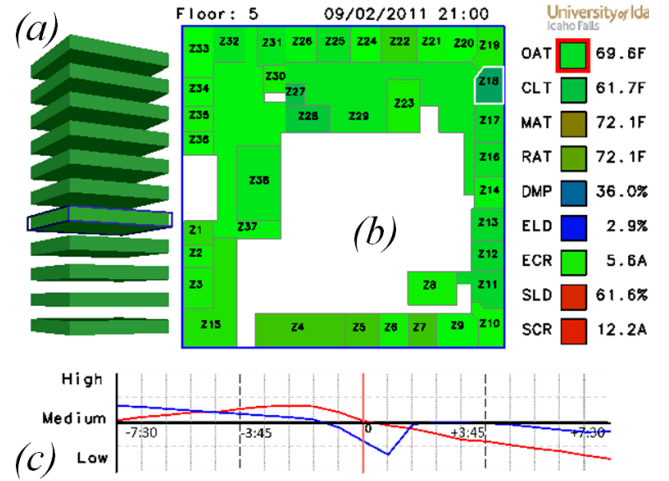 (a)
Floor: 5 09/02/2011 21:00
University of Ida
Idaho Falls
Z33 Z32 Z31 Z26 Z25 Z24 Z22 Z21 Z20 Z19
Z30
Z18
Z34
Z27
Z23
Z35
Z28 Z29
Z17
Z36
Z16
Z38
Z14
Z1
Z37
Z13
Z2
Z12
Z3
Z8
Z11
Z15 Z4 Z5 Z6 Z7 Z9 Z10
(b)
OAT 69.6F
CLT 61.7F
MAT 72.1F
RAT 72.1F
DMP 36.0%
ELD 2.9%
ECR 5.6A
SLD 61.6%
SCR 12.2A
High
Medium
Low
-7:30 -3:45 0 +3:45 +7:30
(c)